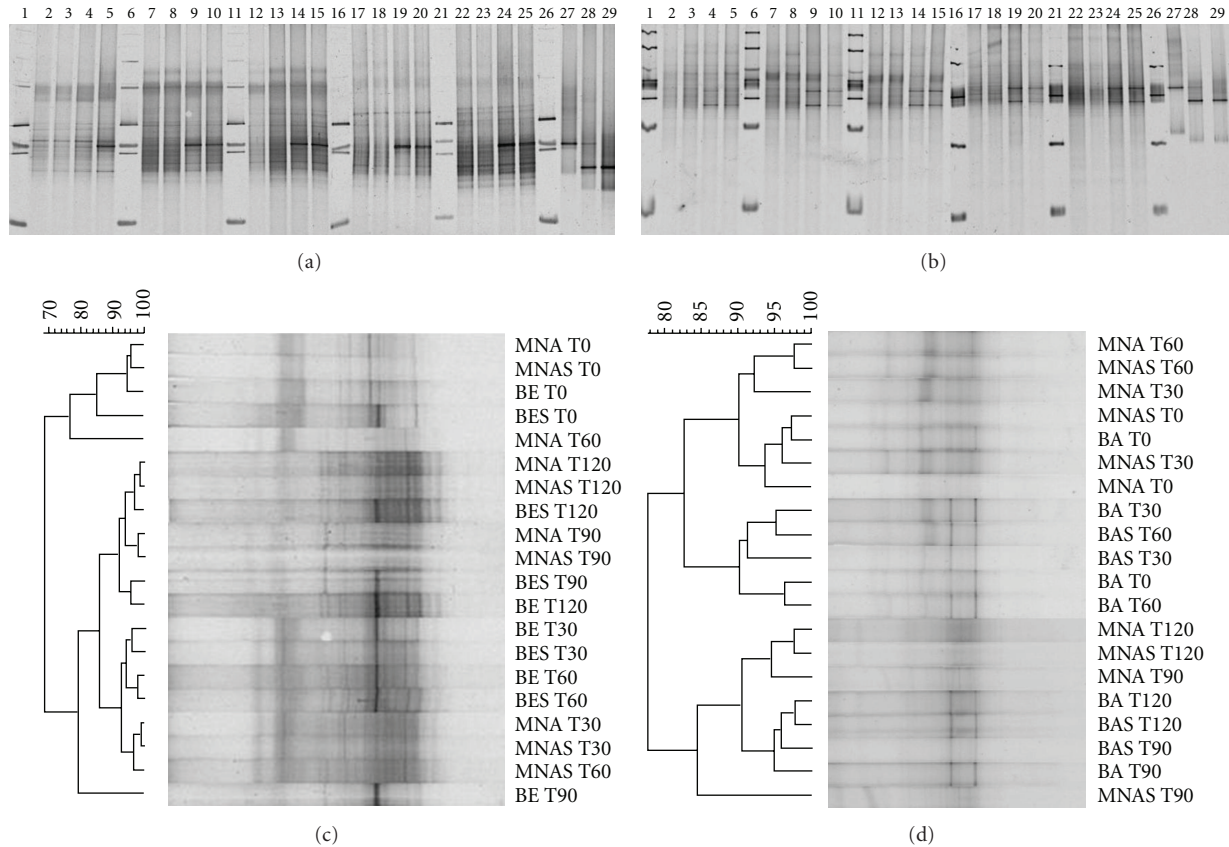 1 2 3 4 5 6 7 8 9 10 11 12 13 14 15 16 17 18 19 20 21 22 23 24 25 26 27 28 29
(a)
1 2 3 4 5 6 7 8 9 10 11 12 13 14 15 16 17 18 19 20 21 22 23 24 25 26 27 28 29
(b)
70 80 90 100
MNA T0
MNAS T0
BE T0
BES T0
MNA T60
MNA T120
MNAS T120
BES T120
MNA T90
MNAS T90
BES T90
BE T120
BE T30
BES T30
BE T60
BES T60
MNA T30
MNAS T30
MNAS T60
BE T90
(c)
80 90 95 100
MNA T60
MNAS T60
MNA T30
MNAS T0
BA T0
MNAS T30
MNA T0
BA T30
BAS T60
BAS T30
BA T0
BA T60
MNA T120
MNAS T120
MNA T90
BA T120
BAS T120
BAS T90
BA T90
MNAS T90
(d)